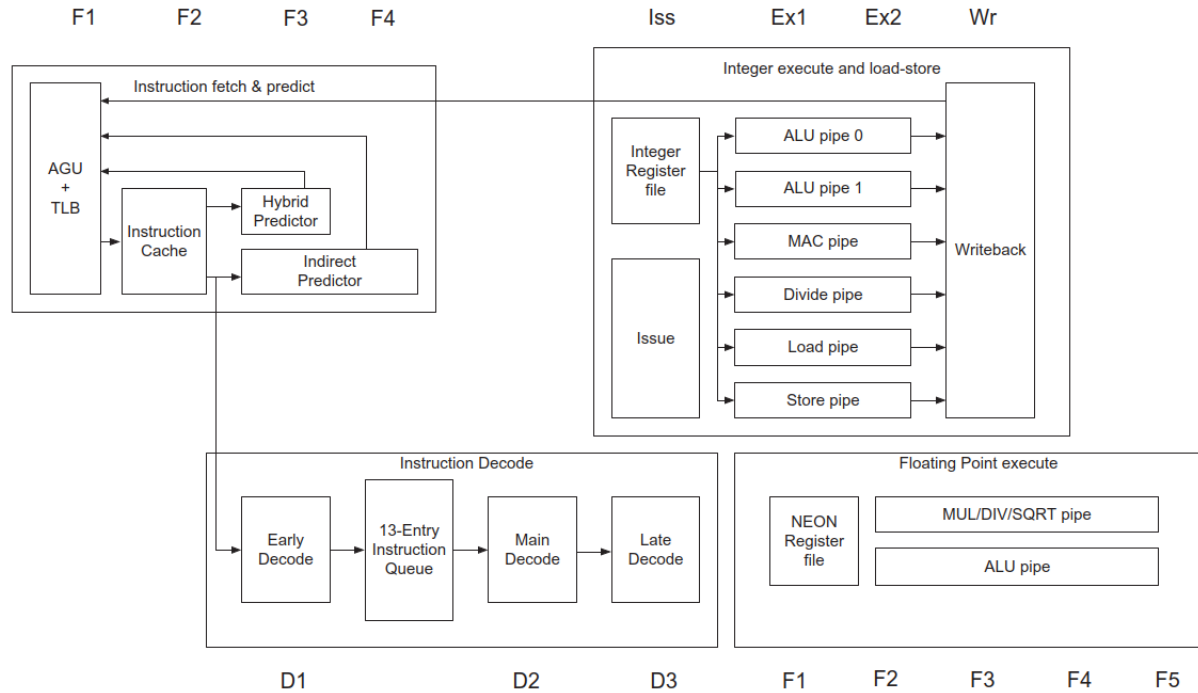 F1 F2 F3 F4 Iss Ex1 Ex2 Wr
Instruction fetch & predict
AGU
+
TLB
Instruction
Cache
Hybrid
Predictor
Indirect
Predictor
Integer execute and load-store
Integer
Register
file
Issue
ALU pipe 0
ALU pipe 1
MAC pipe
Divide pipe
Load pipe
Store pipe
Writeback
Instruction Decode
Early
Decode
13-Entry
Instruction
Queue
Main
Decode
Late
Decode
Floating Point execute
NEON
Register
file
MUL/DIV/SQRT pipe
ALU pipe
D1 D2 D3 F1 F2 F3 F4 F5